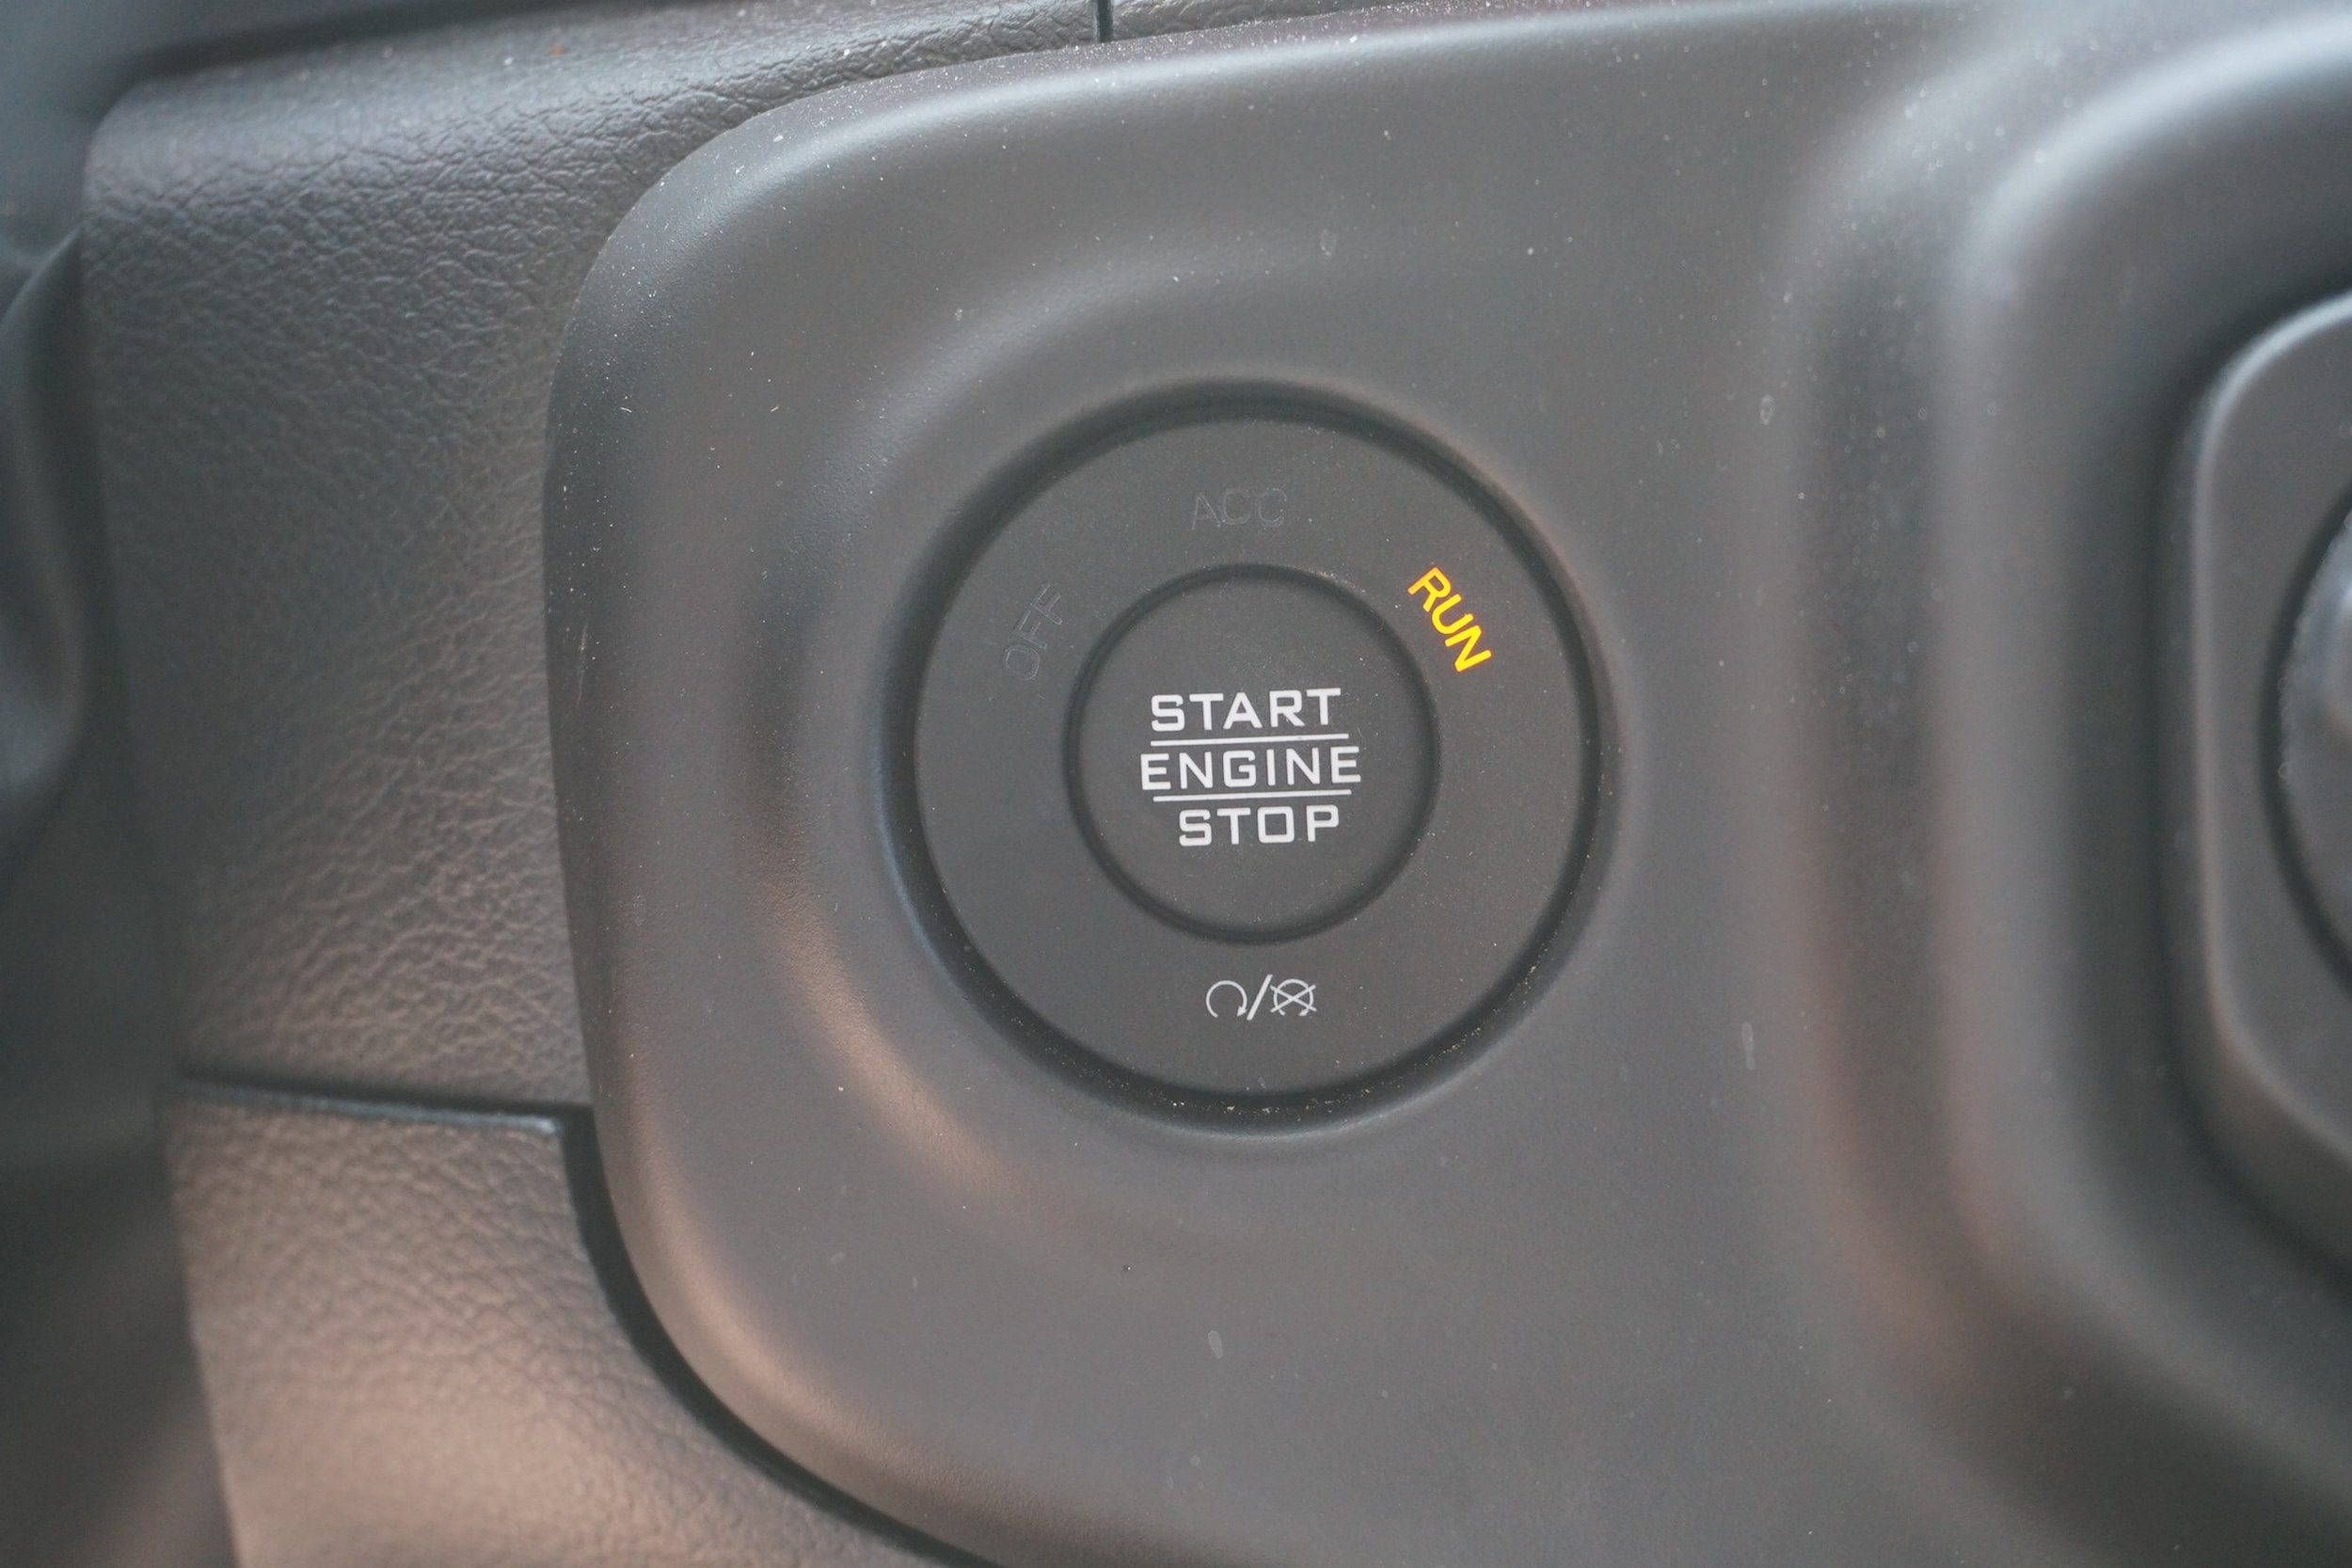 ACC
OFF
RUN
START
ENGINE
STOP